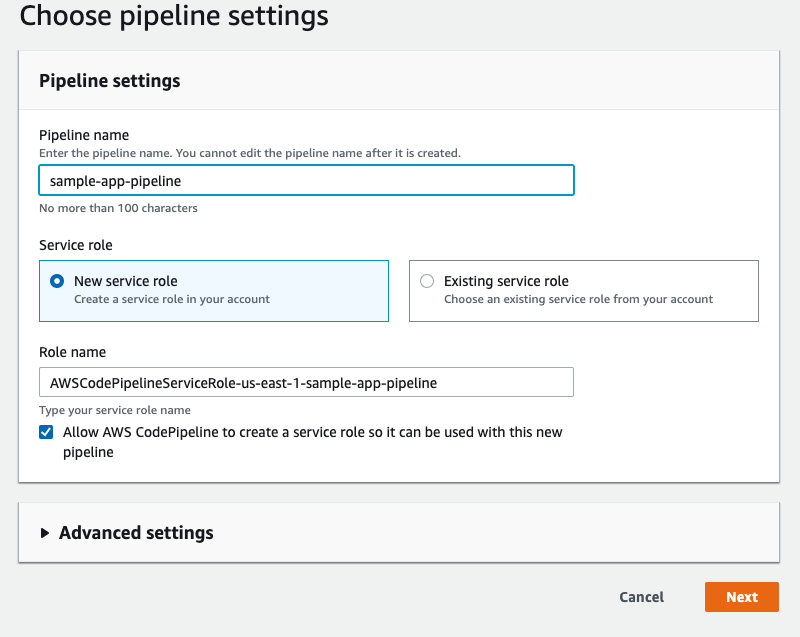 Choose pipeline settings
Pipeline settings
Pipeline name
Enter the pipeline name. You cannot edit the pipeline name after it is created.
sample-app-pipeline
No more than 100 characters
Service role
New service role
Create a service role in your account
Existing service role
Choose an existing service role from your account
Role name
AWSCodePipelineServiceRole-us-east-1-sample-app-pipeline
Type your service role name
Allow AWS CodePipeline to create a service role so it can be used with this new
pipeline
Advanced settings
Cancel
Next